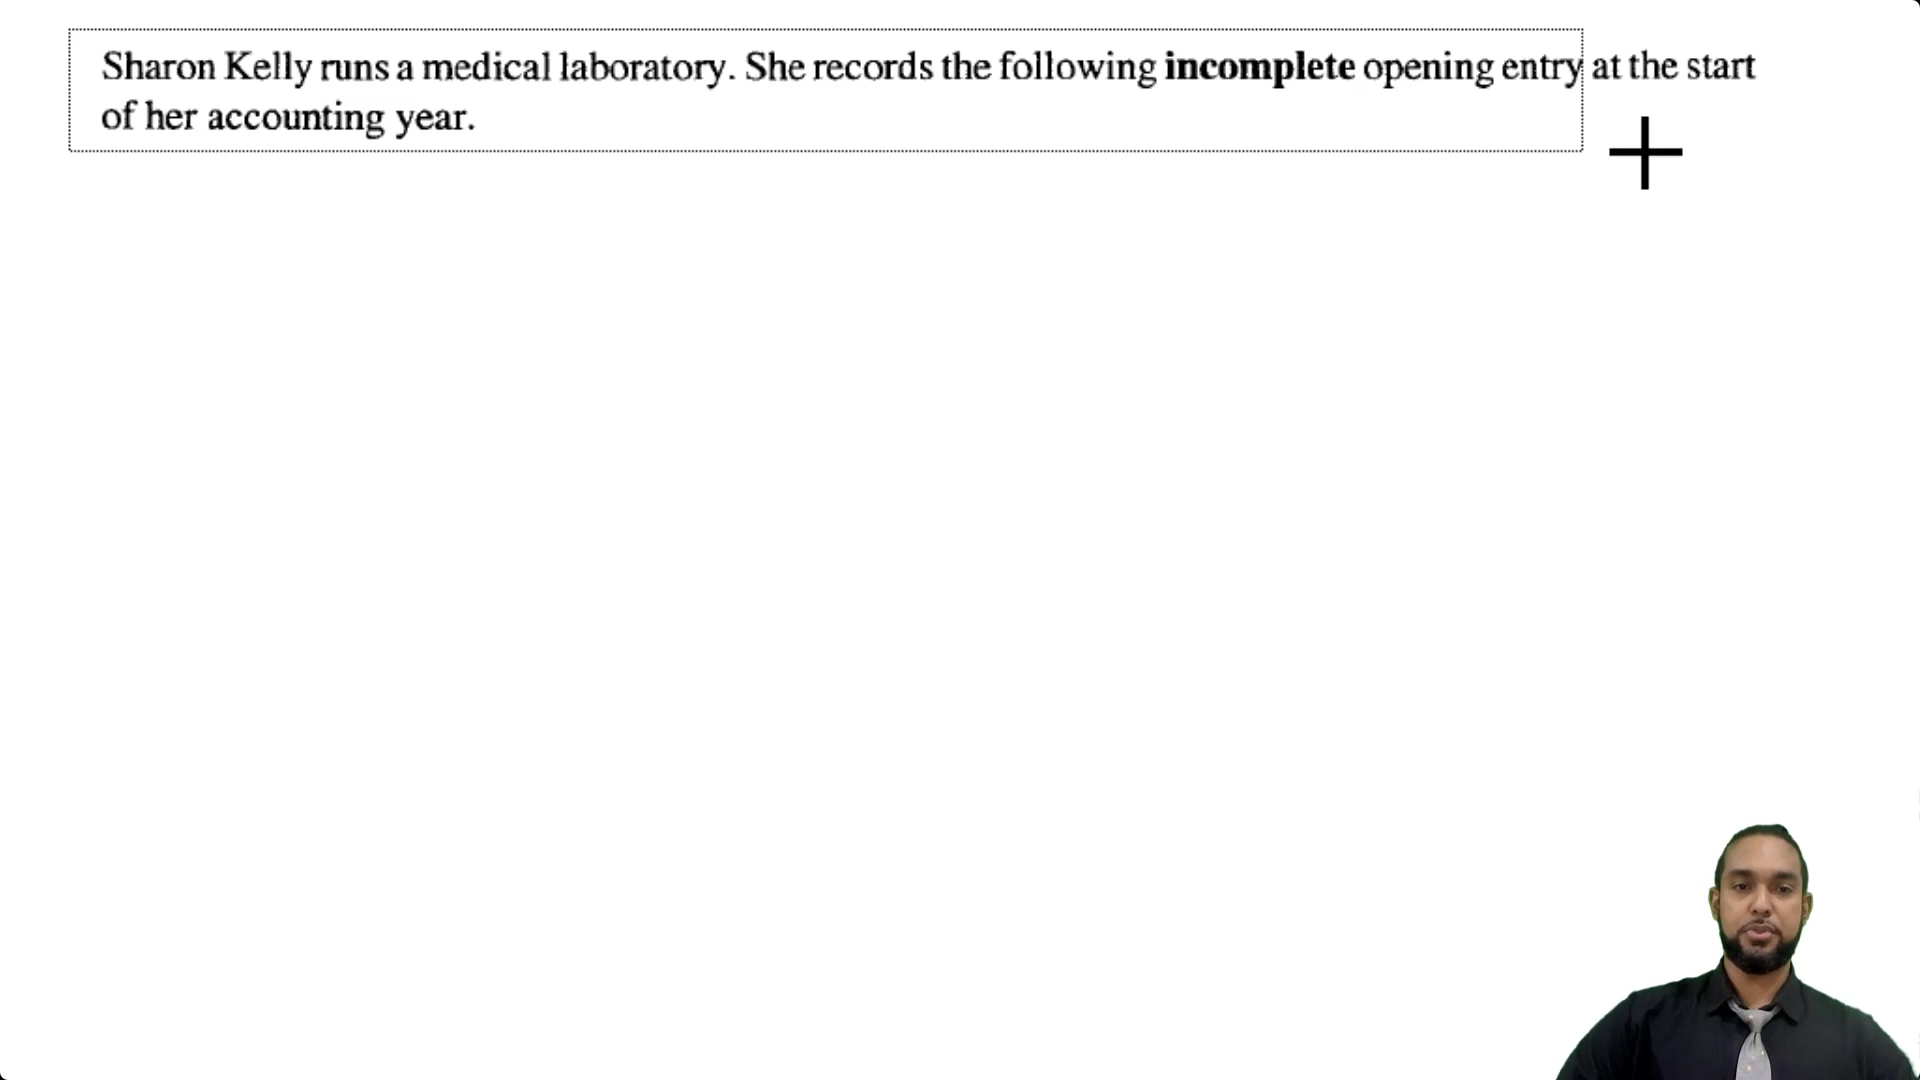 Sharon Kelly runs a medical laboratory. She records the following incomplete opening entry at the start
of her accounting year.